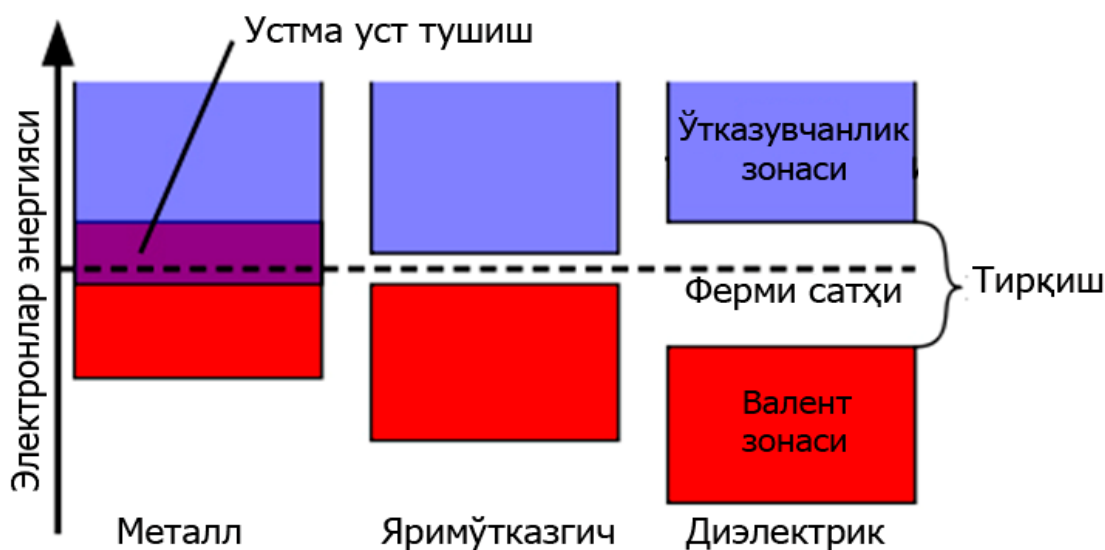 Устма уст тушиш
Электронлар энергияси
Ўтказувчанлик
зонаси
Ферми сатҳи
Тирқиш
Валент
зонаси
Металл
Яримўтказгич
Диэлектрик